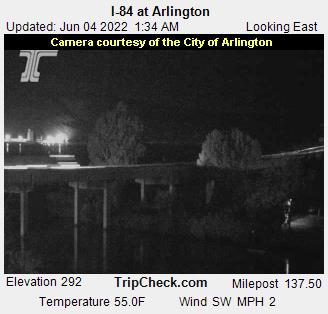 I-84 at Arlington
Updated: Jun 04 2022 1:34 AM Looking East
Camera courtesy of the City of Arlington
Elevation 292 TripCheck.com Milepost 137.50
Temperature 55.0F Wind SW MPH 2